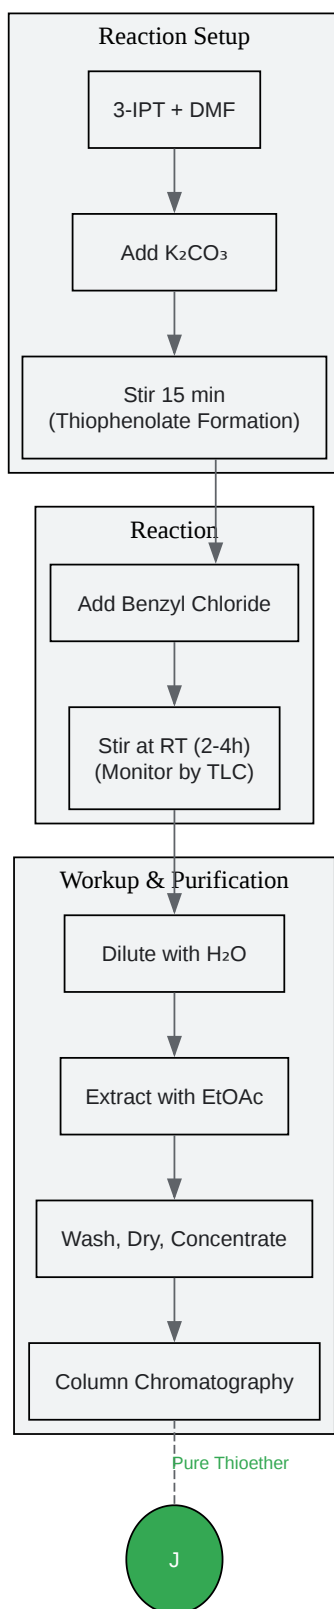 Reaction Setup
3-IPT + DMF
Add K₂CO₃
Stir 15 min
(Thiophenolate Formation)
Reaction
Add Benzyl Chloride
Stir at RT (2-4h)
(Monitor by TLC)
Workup & Purification
Dilute with H₂O
Extract with EtOAc
Wash, Dry, Concentrate
Column Chromatography
Pure Thioether
J